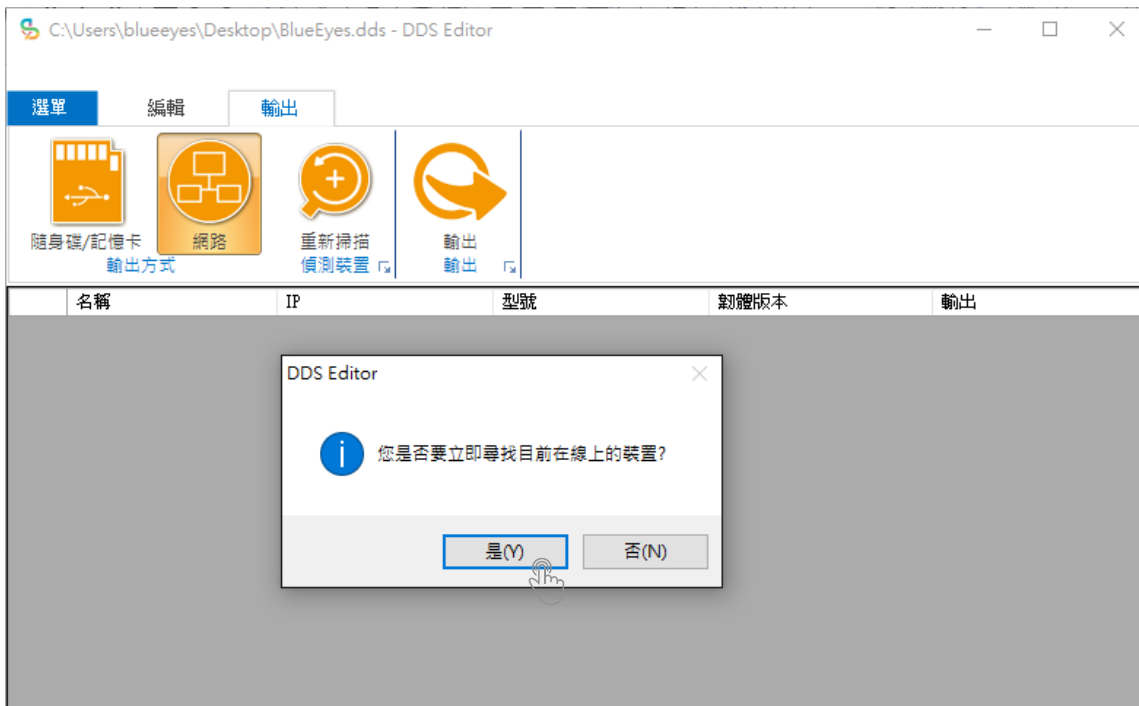 C:\Users\blueeyes\Desktop\BlueEyes.dds - DDS Editor
選單 編輯 輸出
隨身碟/記憶卡 網路 重新掃描 輸出
輸出方式 偵測裝置 輸出
名稱 IP 型號 韌體版本 輸出
DDS Editor
您是否要立即尋找目前在線上的裝置?
是(Y) 否(N)